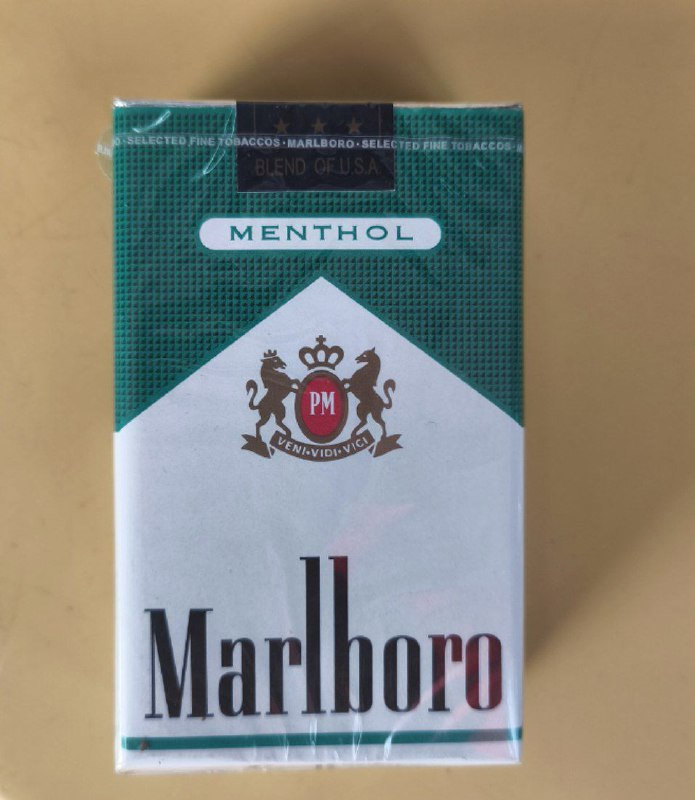 SELECTED FINE TOBACCOS · MARLBORO · SELECTED FINE TOBACCOS ·
BLEND OF U.S.A
MENTHOL
PM
VENI·VIDI·VICI
Marlboro